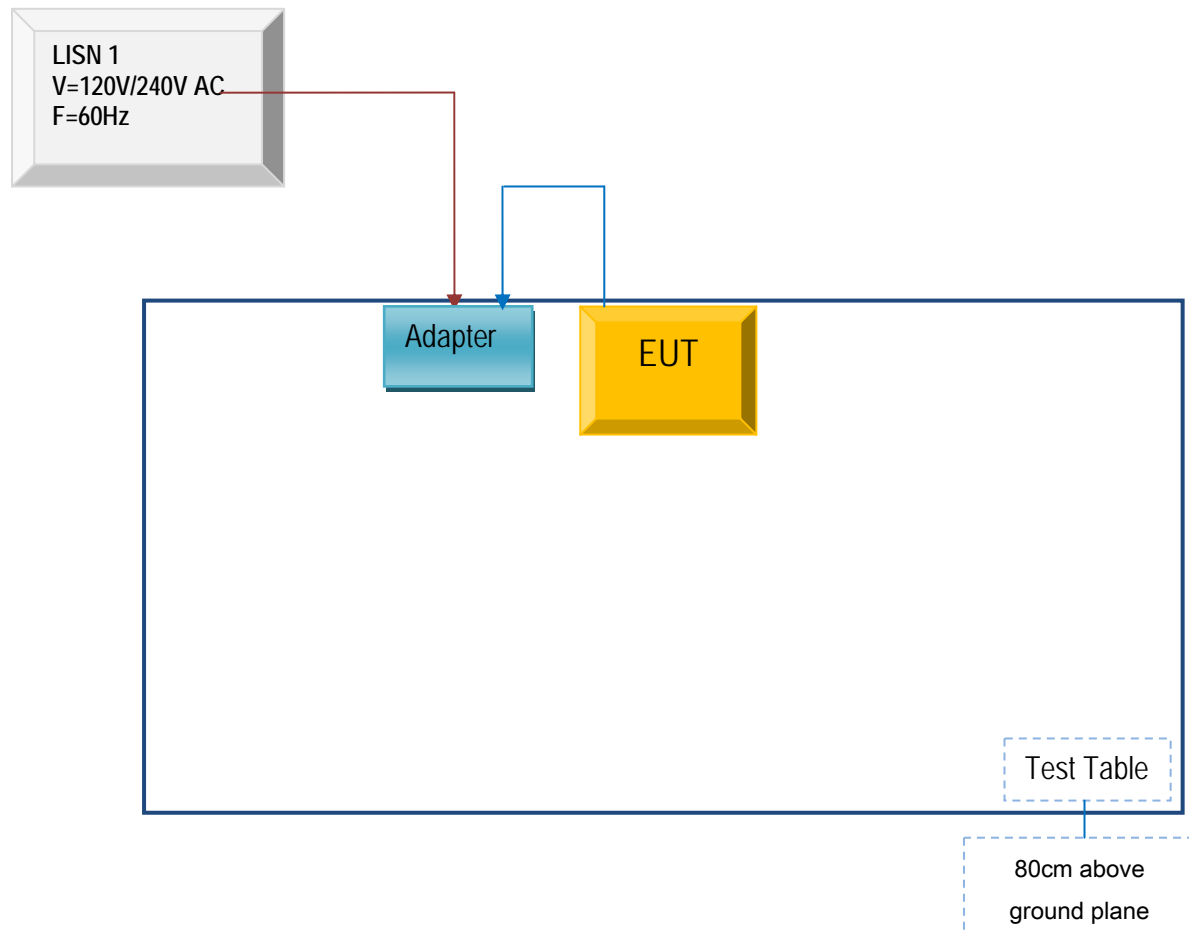 LISN 1
V=120V/240V AC
F=60Hz
Adapter
EUT
Test Table
80cm above
ground plane